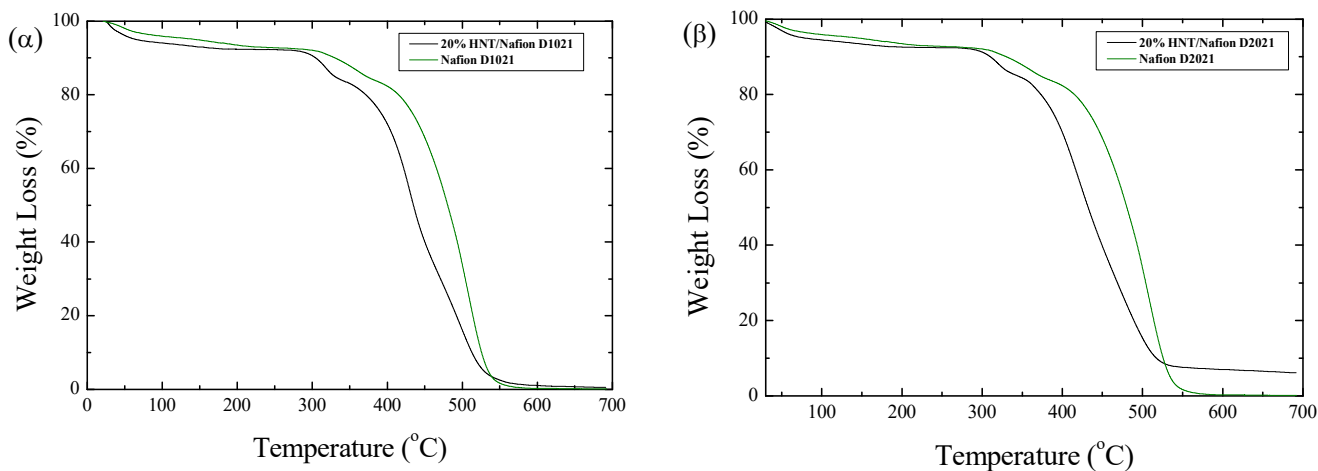 (α)
100
80
60
40
20
0
Weight Loss (%)
20% HNT/Nafion D1021
Nafion D1021
0 100 200 300 400 500 600 700
Temperature (°C)
(β)
100
80
60
40
20
0
Weight Loss (%)
20% HNT/Nafion D2021
Nafion D2021
100 200 300 400 500 600 700
Temperature (°C)